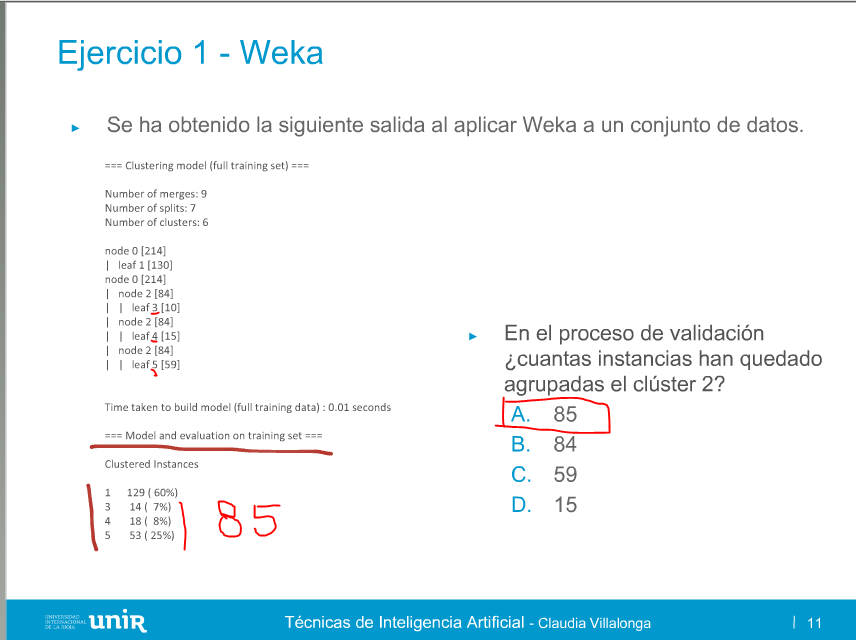 Ejercicio 1 - Weka
► Se ha obtenido la siguiente salida al aplicar Weka a un conjunto de datos.
=== Clustering model (full training set) ===
Number of merges: 9
Number of splits: 7
Number of clusters: 6
node 0 [214]
| leaf 1 [130]
node 0 [214]
| node 2 [84]
| | leaf 3 [10]
| node 2 [84]
| | leaf 4 [15]
| node 2 [84]
| | leaf 5 [59]
Time taken to build model (full training data) : 0.01 seconds
=== Model and evaluation on training set ===
Clustered Instances
1 129 ( 60%)
3 14 ( 7%)
4 18 ( 8%)
5 53 ( 25%)
85
► En el proceso de validación
¿cuantas instancias han quedado
agrupadas el clúster 2?
A. 85
B. 84
C. 59
D. 15
UNIVERSIDAD
INTERNACIONAL
DE LA RIOJA
unir
Técnicas de Inteligencia Artificial - Claudia Villalonga
| 11